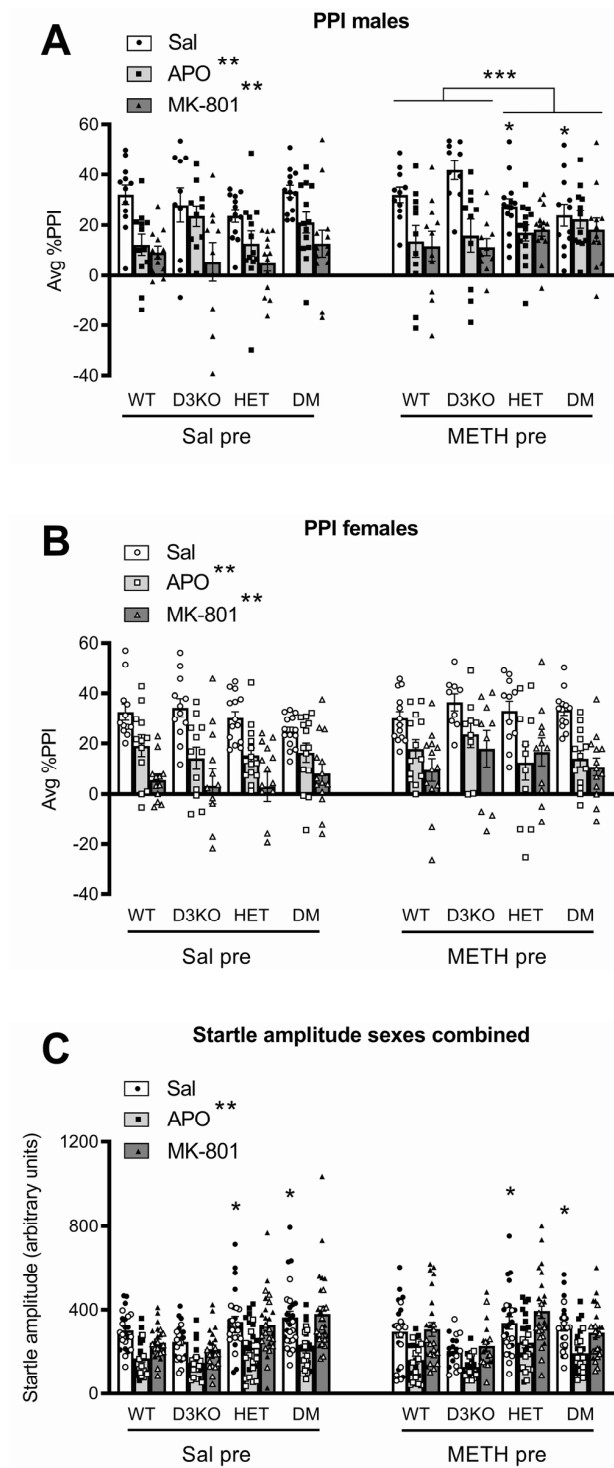 A
PPI males
Sal
APO **
MK-801 **
***
* *
Avg %PPI
60
40
20
0
-20
-40
WT D3KO HET DM WT D3KO HET DM
Sal pre METH pre
B
PPI females
Sal
APO **
MK-801 **
Avg %PPI
60
40
20
0
-20
-40
WT D3KO HET DM WT D3KO HET DM
Sal pre METH pre
C
Startle amplitude sexes combined
Sal
APO **
MK-801
* * * *
Startle amplitude (arbitrary units)
1200
800
400
0
WT D3KO HET DM WT D3KO HET DM
Sal pre METH pre